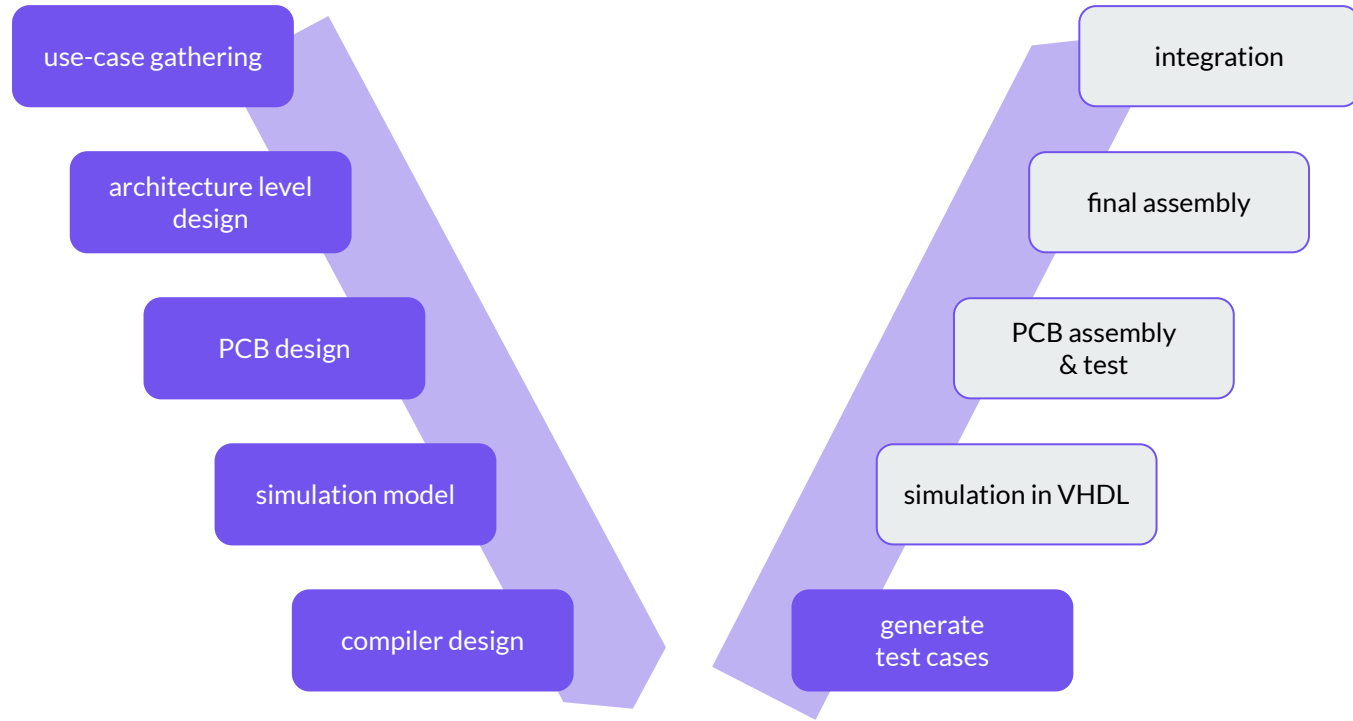 use-case gathering
architecture level
design
PCB design
simulation model
compiler design
integration
final assembly
PCB assembly
& test
simulation in VHDL
generate
test cases